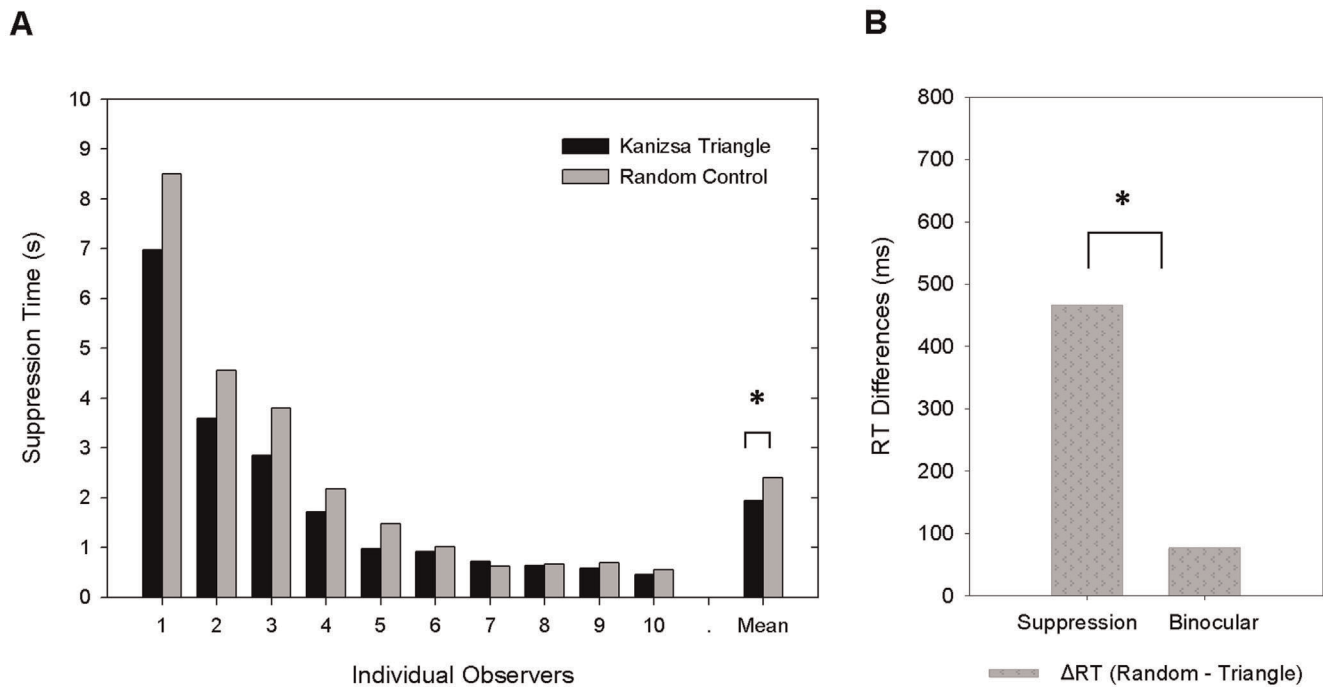 A
Suppression Time (s)
10
9
8
7
6
5
4
3
2
1
0
Kanizsa Triangle
Random Control
*
1 2 3 4 5 6 7 8 9 10 . Mean
Individual Observers
B
RT Differences (ms)
800
700
600
500
400
300
200
100
0
*
Suppression Binocular
ΔRT (Random - Triangle)